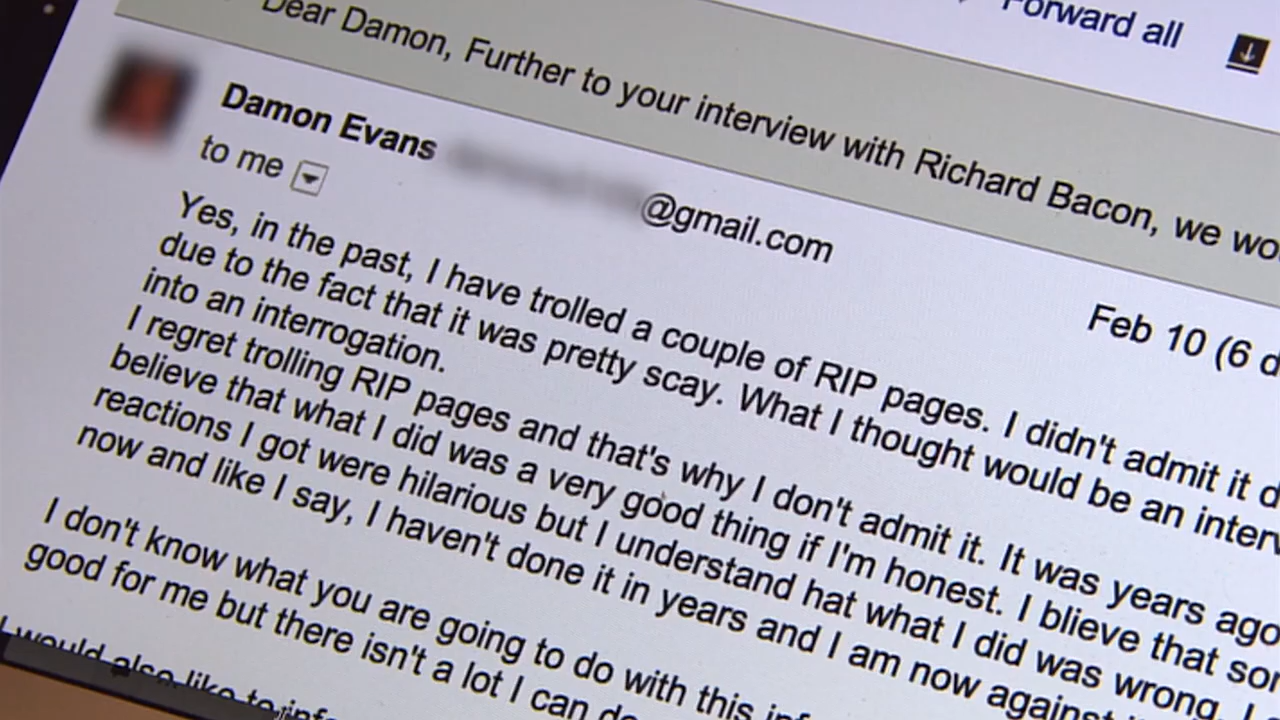 Forward all
Dear Damon, Further to your interview with Richard Bacon, we
Damon Evans @gmail.com
to me
Feb 10 (6
Yes, in the past, I have trolled a couple of RIP pages. I didn't admit it
due to the fact that it was pretty scay. What I thought would be an
into an interrogation.
I regret trolling RIP pages and that's why I don't admit it. It was years ago
believe that what I did was a very good thing if I'm honest. I blieve that
reactions I got were hilarious but I understand hat what I did was wrong.
now and like I say, I haven't done it in years and I am now against
I don't know what you are going to do with this
good for me but there isn't a lot I can
I would also like to